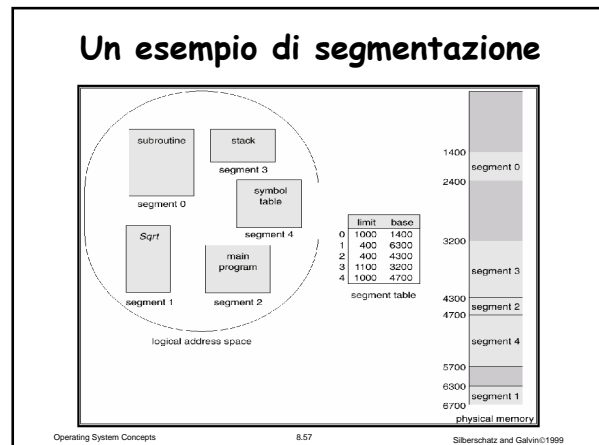 Un esempio di segmentazione
subroutine
stack
segment 3
segment 0
symbol
table
segment 4
Sqrt
main
program
segment 1
segment 2
logical address space
limit base
0 1000 1400
1 400 6300
2 400 4300
3 1100 3200
4 1000 4700
segment table
1400
segment 0
2400
3200
segment 3
4300
segment 2
4700
segment 4
5700
6300
segment 1
6700
physical memory
Operating System Concepts 8.57 Silberschatz and Galvin©1999